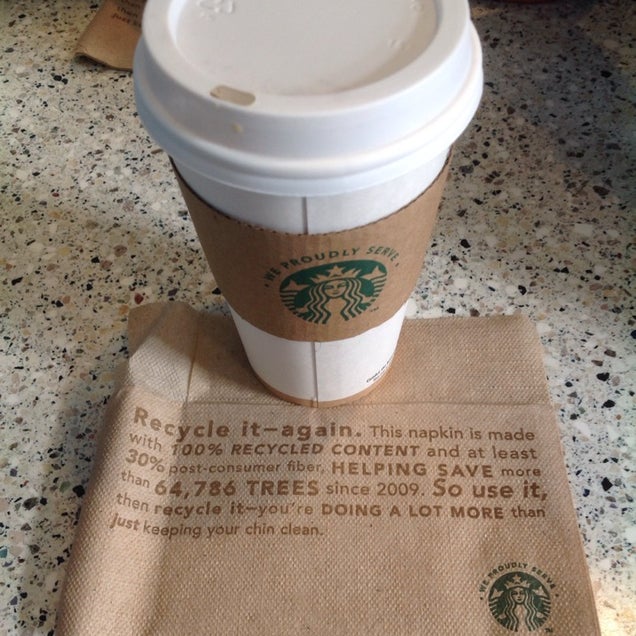 WE PROUDLY SERVE
Recycle it—again. This napkin is made
with 100% RECYCLED CONTENT and at least
30% post-consumer fiber, HELPING SAVE more
than 64,786 TREES since 2009. So use it,
then recycle it—you're DOING A LOT MORE than
just keeping your chin clean.
WE PROUDLY SERVE